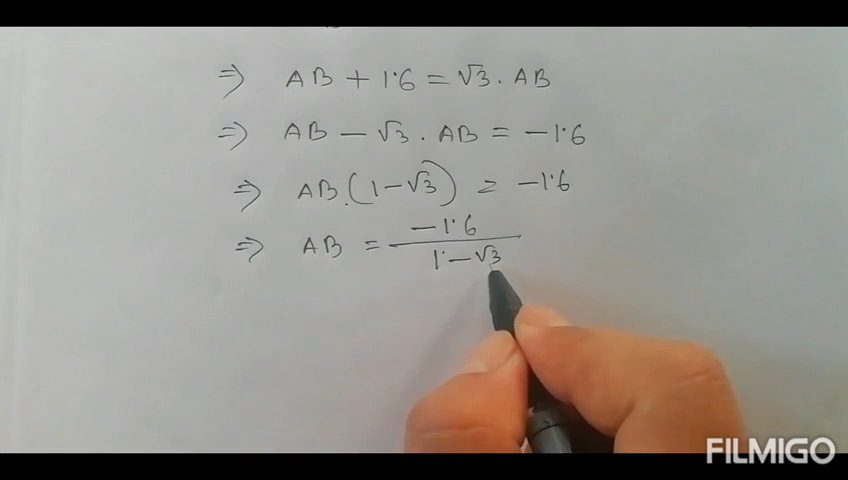 ⇒ AB + 1.6 = √3 . AB
⇒ AB − √3 . AB = −1.6
⇒ AB . (1−√3) = −1.6
⇒ AB = −1.6 / 1−√3
FILMIGO